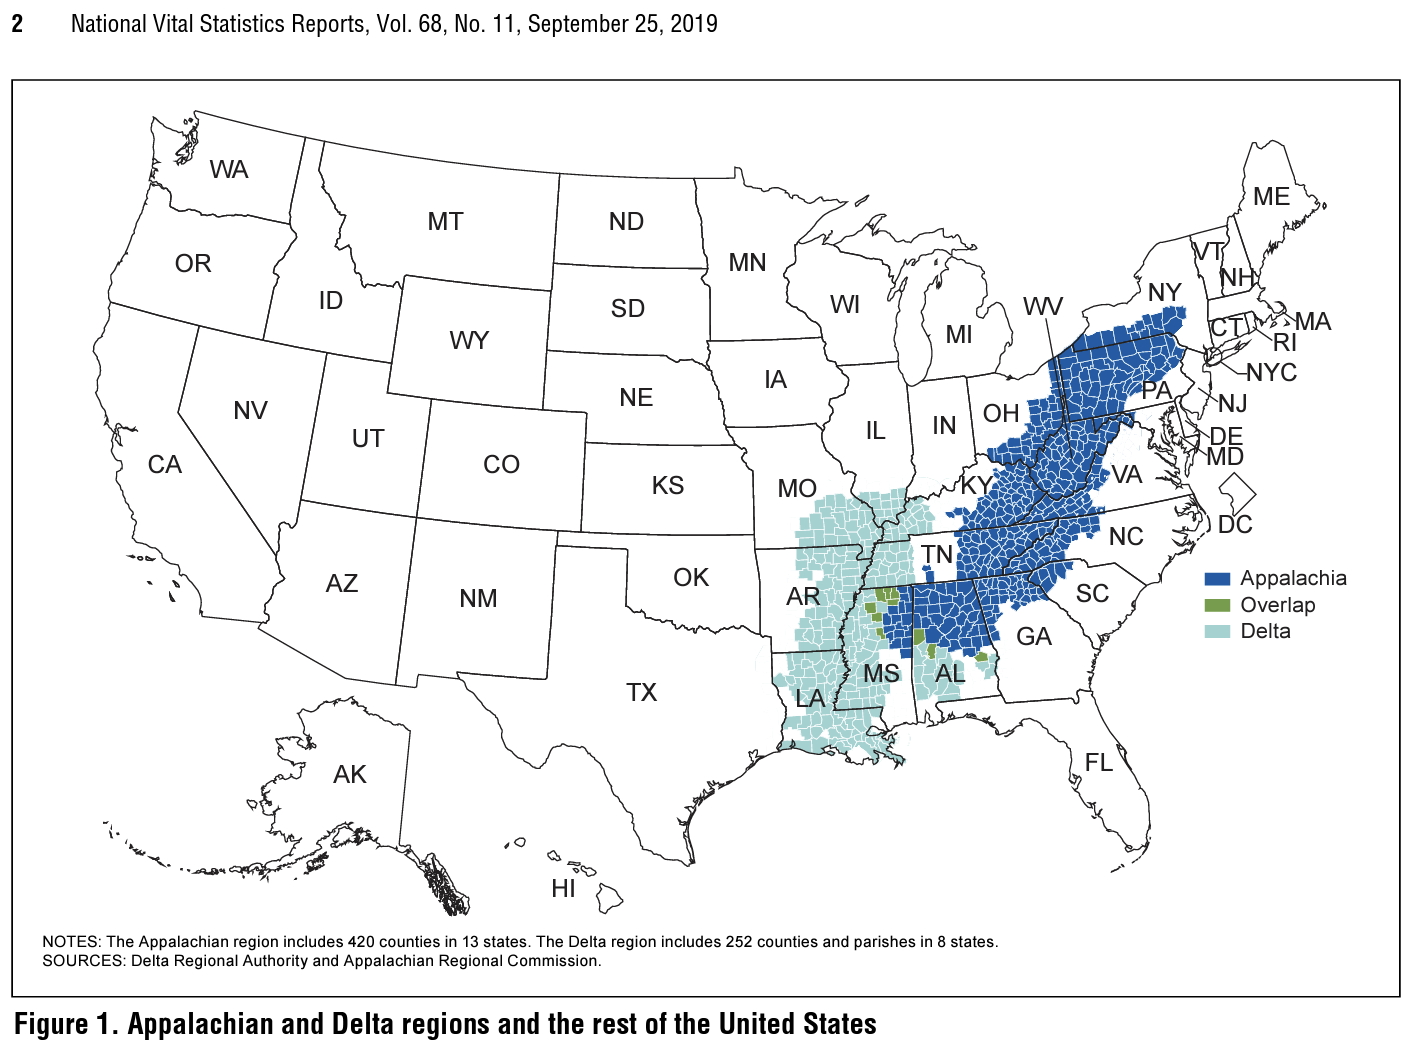 2 National Vital Statistics Reports, Vol. 68, No. 11, September 25, 2019
WA
MT
ND
MN
ME
OR
ID
SD
WI
MI
NY
VT
NH
WV
WY
MA
CT
RI
NYC
NV
UT
CO
NE
IA
IL
IN
OH
PA
NJ
CA
KS
MO
KY
VA
DE
MD
DC
AZ
NM
OK
AR
TN
NC
SC
TX
LA
MS
AL
GA
Appalachia
Overlap
Delta
AK
HI
FL
NOTES: The Appalachian region includes 420 counties in 13 states. The Delta region includes 252 counties and parishes in 8 states.
SOURCES: Delta Regional Authority and Appalachian Regional Commission.
Figure 1. Appalachian and Delta regions and the rest of the United States